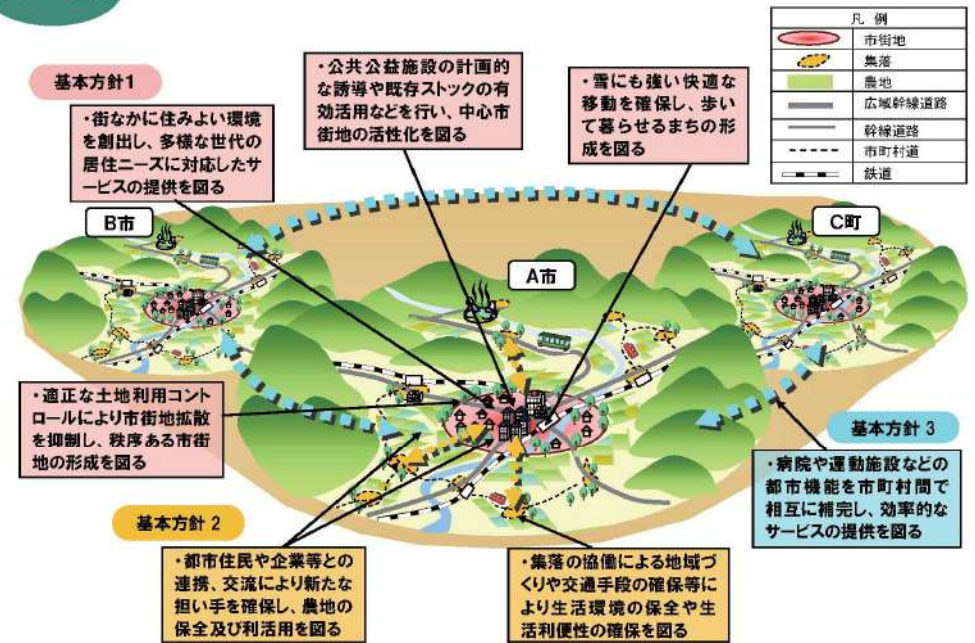 凡例
市街地
集落
農地
広域幹線道路
幹線道路
市町村道
鉄道
基本方針1
・街なかに住みよい環境
を創出し、多様な世代の
居住ニーズに対応したサ
ービスの提供を図る
・公共公益施設の計画的
な誘導や既存ストックの有
効活用などを行い、中心市
街地の活性化を図る
・雪にも強い快適な
移動を確保し、歩い
て暮らせるまちの形
成を図る
B市
A市
C町
・適正な土地利用コント
ロールにより市街地拡散
を抑制し、秩序ある市街
地の形成を図る
基本方針2
・都市住民や企業等との
連携、交流により新たな
担い手を確保し、農地の
保全及び利活用を図る
・集落の協働による地域づ
くりや交通手段の確保等に
より生活環境の保全や生
活利便性の確保を図る
基本方針3
・病院や運動施設などの
都市機能を市町村間で
相互に補完し、効率的な
サービスの提供を図る